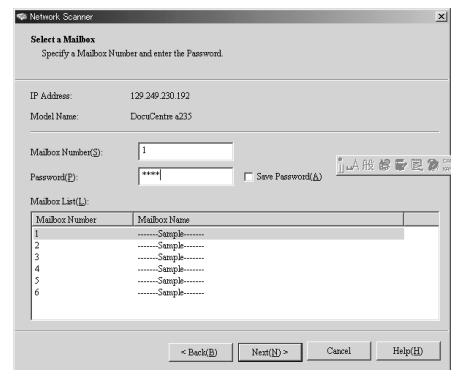 Network Scanner
Select a Mailbox
Specify a Mailbox Number and enter the Password.
IP Address: 129.249.230.192
Model Name: DocuCentre a235
Mailbox Number(S): 1
Password(P): **** Save Password(A)
A 般
Mailbox List(L):
Mailbox Number Mailbox Name
1 -------Sample-------
2 -------Sample-------
3 -------Sample-------
4 -------Sample-------
5 -------Sample-------
6 -------Sample-------
< Back(B) Next(N) > Cancel Help(H)